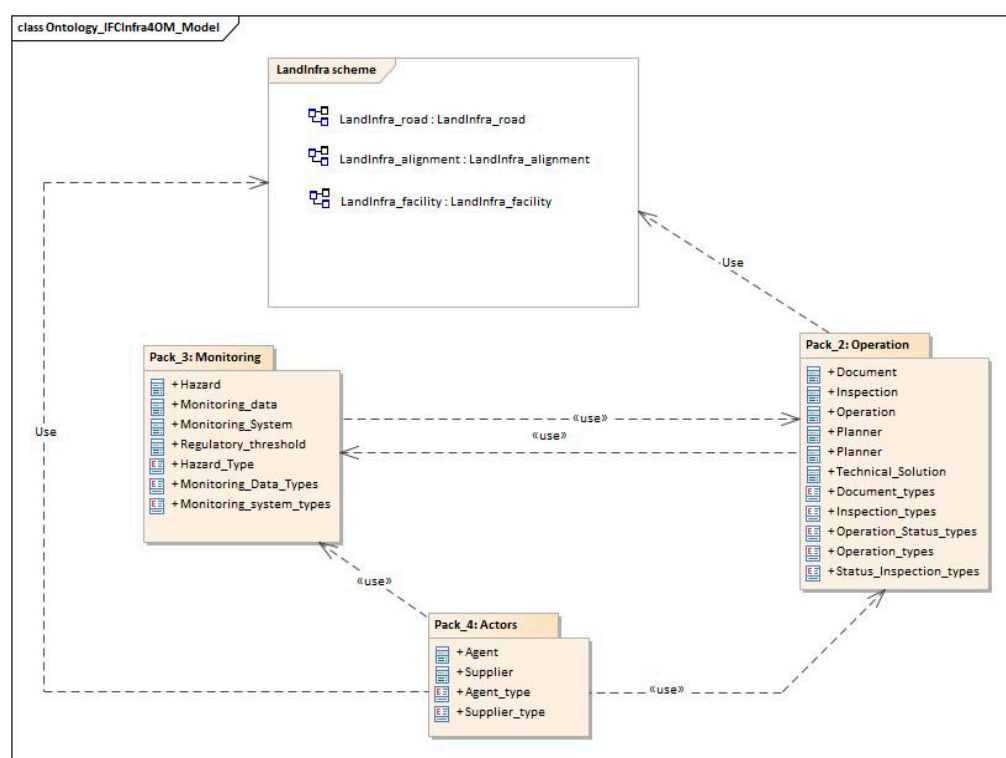 class Ontology_IFCInfra4OM_Model
LandInfra scheme
LandInfra_road : LandInfra_road
LandInfra_alignment : LandInfra_alignment
LandInfra_facility : LandInfra_facility
Use
Use
Pack_3: Monitoring
+Hazard
+Monitoring_data
+Monitoring_System
+Regulatory_threshold
+Hazard_Type
+Monitoring_Data_Types
+Monitoring_system_types
«use»
«use»
Pack_2: Operation
+Document
+Inspection
+Operation
+Planner
+Planner
+Technical_Solution
+Document_types
+Inspection_types
+Operation_Status_types
+Operation_types
+Status_Inspection_types
«use»
Pack_4: Actors
+Agent
+Supplier
+Agent_type
+Supplier_type
«use»